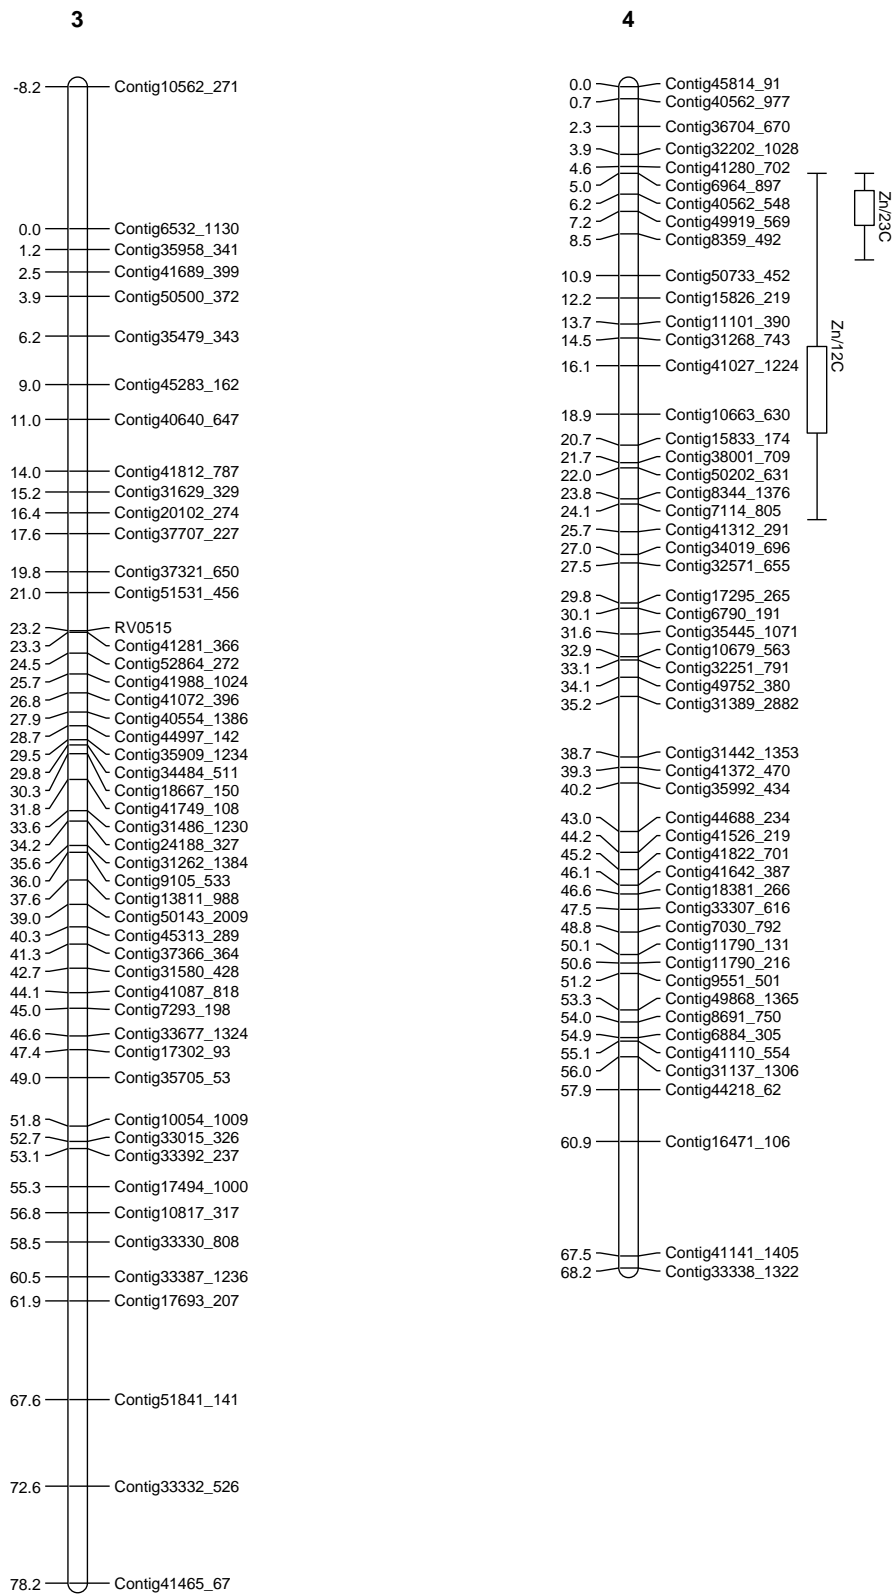 3
-8.2 Contig10562_271
0.0 Contig6532_1130
1.2 Contig35958_341
2.5 Contig41689_399
3.9 Contig50500_372
6.2 Contig35479_343
9.0 Contig45283_162
11.0 Contig40640_647
14.0 Contig41812_787
15.2 Contig31629_329
16.4 Contig20102_274
17.6 Contig37707_227
19.8 Contig37321_650
21.0 Contig51531_456
23.2 RV0515
23.3 Contig41281_366
24.5 Contig52864_272
25.7 Contig41988_1024
26.8 Contig41072_396
27.9 Contig40554_1386
28.7 Contig44997_142
29.5 Contig35909_1234
29.8 Contig34484_511
30.3 Contig18667_150
31.8 Contig41749_108
33.6 Contig31486_1230
34.2 Contig24188_327
35.6 Contig31262_1384
36.0 Contig9105_533
37.6 Contig13811_988
39.0 Contig50143_2009
40.3 Contig45313_289
41.3 Contig37366_364
42.7 Contig31580_428
44.1 Contig41087_818
45.0 Contig7293_198
46.6 Contig33677_1324
47.4 Contig17302_93
49.0 Contig35705_53
51.8 Contig10054_1009
52.7 Contig33015_326
53.1 Contig33392_237
55.3 Contig17494_1000
56.8 Contig10817_317
58.5 Contig33330_808
60.5 Contig33387_1236
61.9 Contig17693_207
67.6 Contig51841_141
72.6 Contig33332_526
78.2 Contig41465_67
4
0.0 Contig45814_91
0.7 Contig40562_977
2.3 Contig36704_670
3.9 Contig32202_1028
4.6 Contig41280_702
5.0 Contig6964_897
6.2 Contig40562_548
7.2 Contig49919_569
8.5 Contig8359_492
10.9 Contig50733_452
12.2 Contig15826_219
13.7 Contig11101_390
14.5 Contig31268_743
16.1 Contig41027_1224
18.9 Contig10663_630
20.7 Contig15833_174
21.7 Contig38001_709
22.0 Contig50202_631
23.8 Contig8344_1376
24.1 Contig7114_805
25.7 Contig41312_291
27.0 Contig34019_696
27.5 Contig32571_655
29.8 Contig17295_265
30.1 Contig6790_191
31.6 Contig35445_1071
32.9 Contig10679_563
33.1 Contig32251_791
34.1 Contig49752_380
35.2 Contig31389_2882
38.7 Contig31442_1353
39.3 Contig41372_470
40.2 Contig35992_434
43.0 Contig44688_234
44.2 Contig41526_219
45.2 Contig41822_701
46.1 Contig41642_387
46.6 Contig18381_266
47.5 Contig33307_616
48.8 Contig7030_792
50.1 Contig11790_131
50.6 Contig11790_216
51.2 Contig9551_501
53.3 Contig49868_1365
54.0 Contig8691_750
54.9 Contig6884_305
55.1 Contig41110_554
56.0 Contig31137_1306
57.9 Contig44218_62
60.9 Contig16471_106
67.5 Contig41141_1405
68.2 Contig33338_1322
Zn/12C
Zn/23C